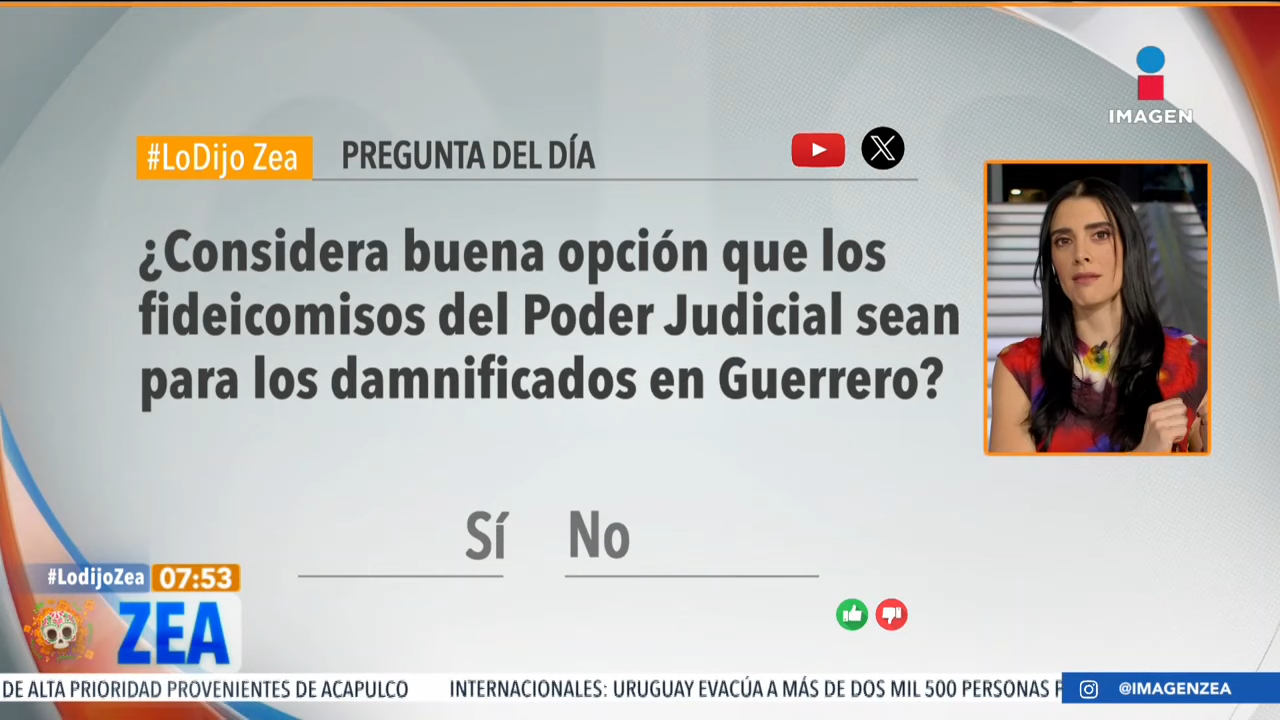 IMAGEN
#LoDijo Zea
PREGUNTA DEL DÍA
¿Considera buena opción que los
fideicomisos del Poder Judicial sean
para los damnificados en Guerrero?
Sí No
#LodijoZea 07:53
ZEA
DE ALTA PRIORIDAD PROVENIENTES DE ACAPULCO INTERNACIONALES: URUGUAY EVACÚA A MÁS DE DOS MIL 500 PERSONAS
@IMAGENZEA